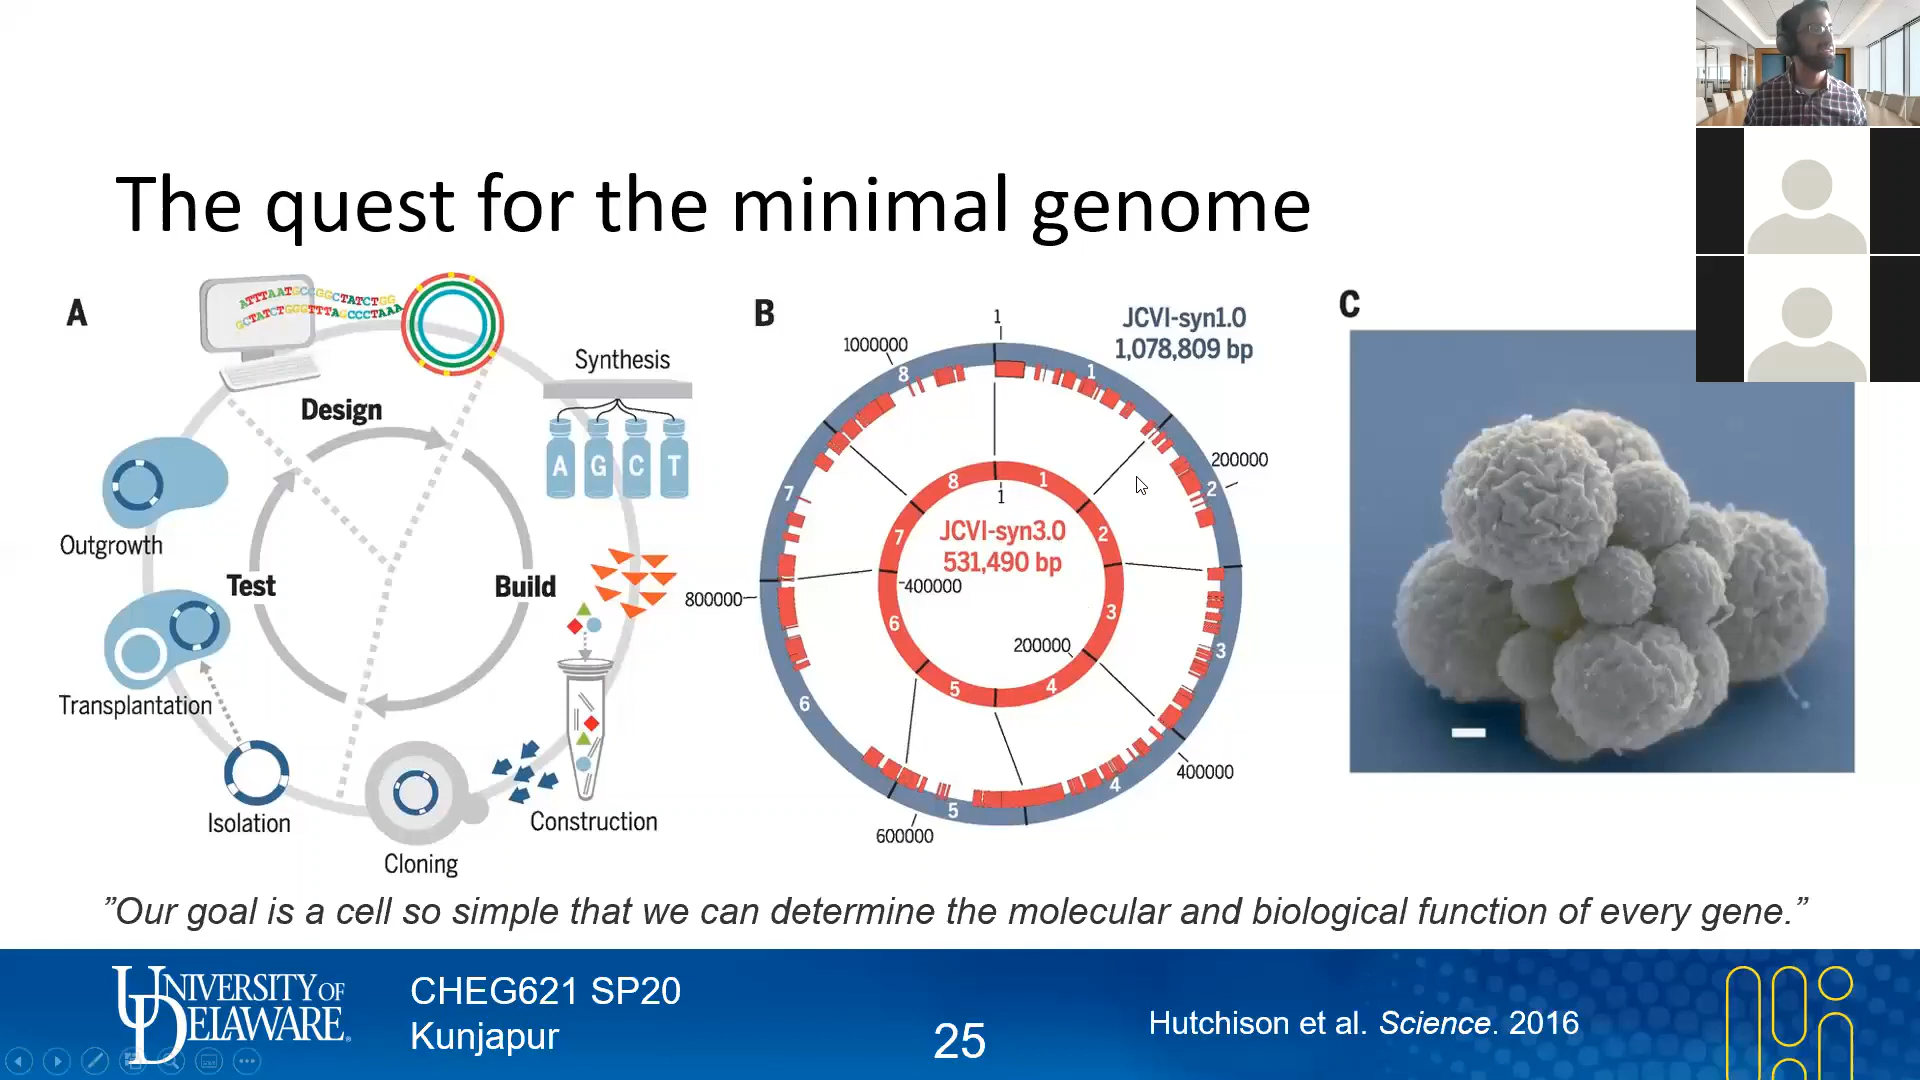 The quest for the minimal genome
A
ATTTAATGCCGGCTATCTGG
GCTATCTGGGTTTAGCCCTAAA
Design
Synthesis
A G C T
Outgrowth
Test
Build
Transplantation
Isolation
Cloning
Construction
B
JCVI-syn1.0
1,078,809 bp
1
1000000
8
1
200000
2
7
8
1
1
JCVI-syn3.0
531,490 bp
7
2
400000
800000
6
3
200000
3
5
4
6
400000
4
5
600000
C
"Our goal is a cell so simple that we can determine the molecular and biological function of every gene."
UNIVERSITY OF
DELAWARE
CHEG621 SP20
Kunjapur
25
Hutchison et al. Science. 2016